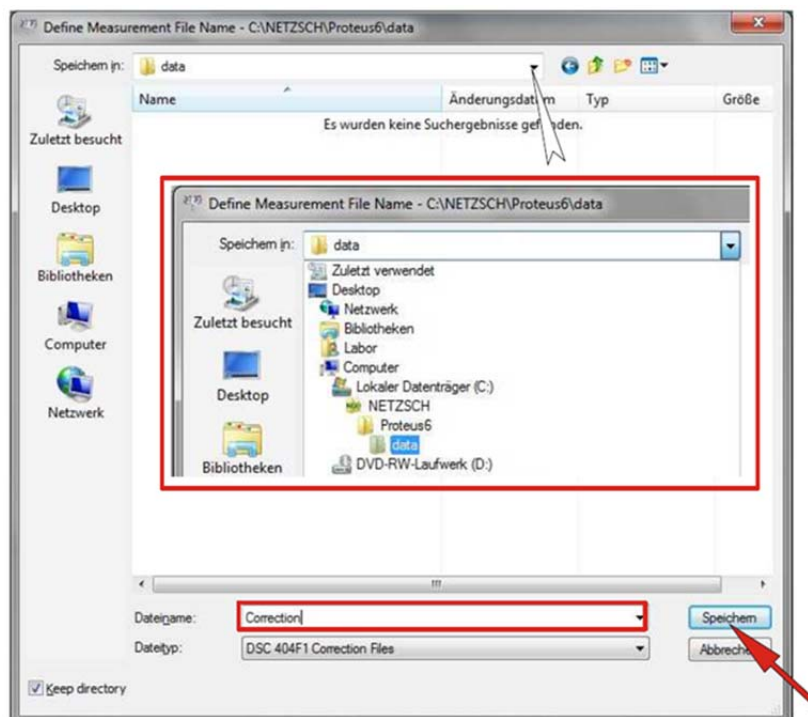 Define Measurement File Name - C:\NETZSCH\Proteus6\data
Speichern in:
data
Name
Änderungsdatum
Typ
Größe
Es wurden keine Suchergebnisse gefunden.
Zuletzt besucht
Desktop
Bibliotheken
Computer
Netzwerk
Define Measurement File Name - C:\NETZSCH\Proteus6\data
Speichern in:
data
Zuletzt besucht
Desktop
Bibliotheken
Zuletzt verwendet
Desktop
Netzwerk
Bibliotheken
Labor
Computer
Lokaler Datenträger (C:)
NETZSCH
Proteus6
data
DVD-RW-Laufwerk (D:)
Dateiname:
Correction
Speichern
Dateityp:
DSC 404F1 Correction Files
Abbrechen
Keep directory